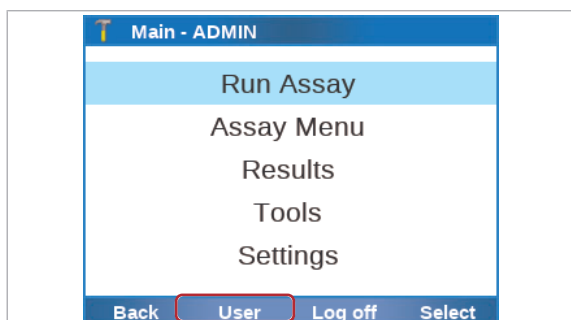 Main - ADMIN
Run Assay
Assay Menu
Results
Tools
Settings
Back User Log off Select